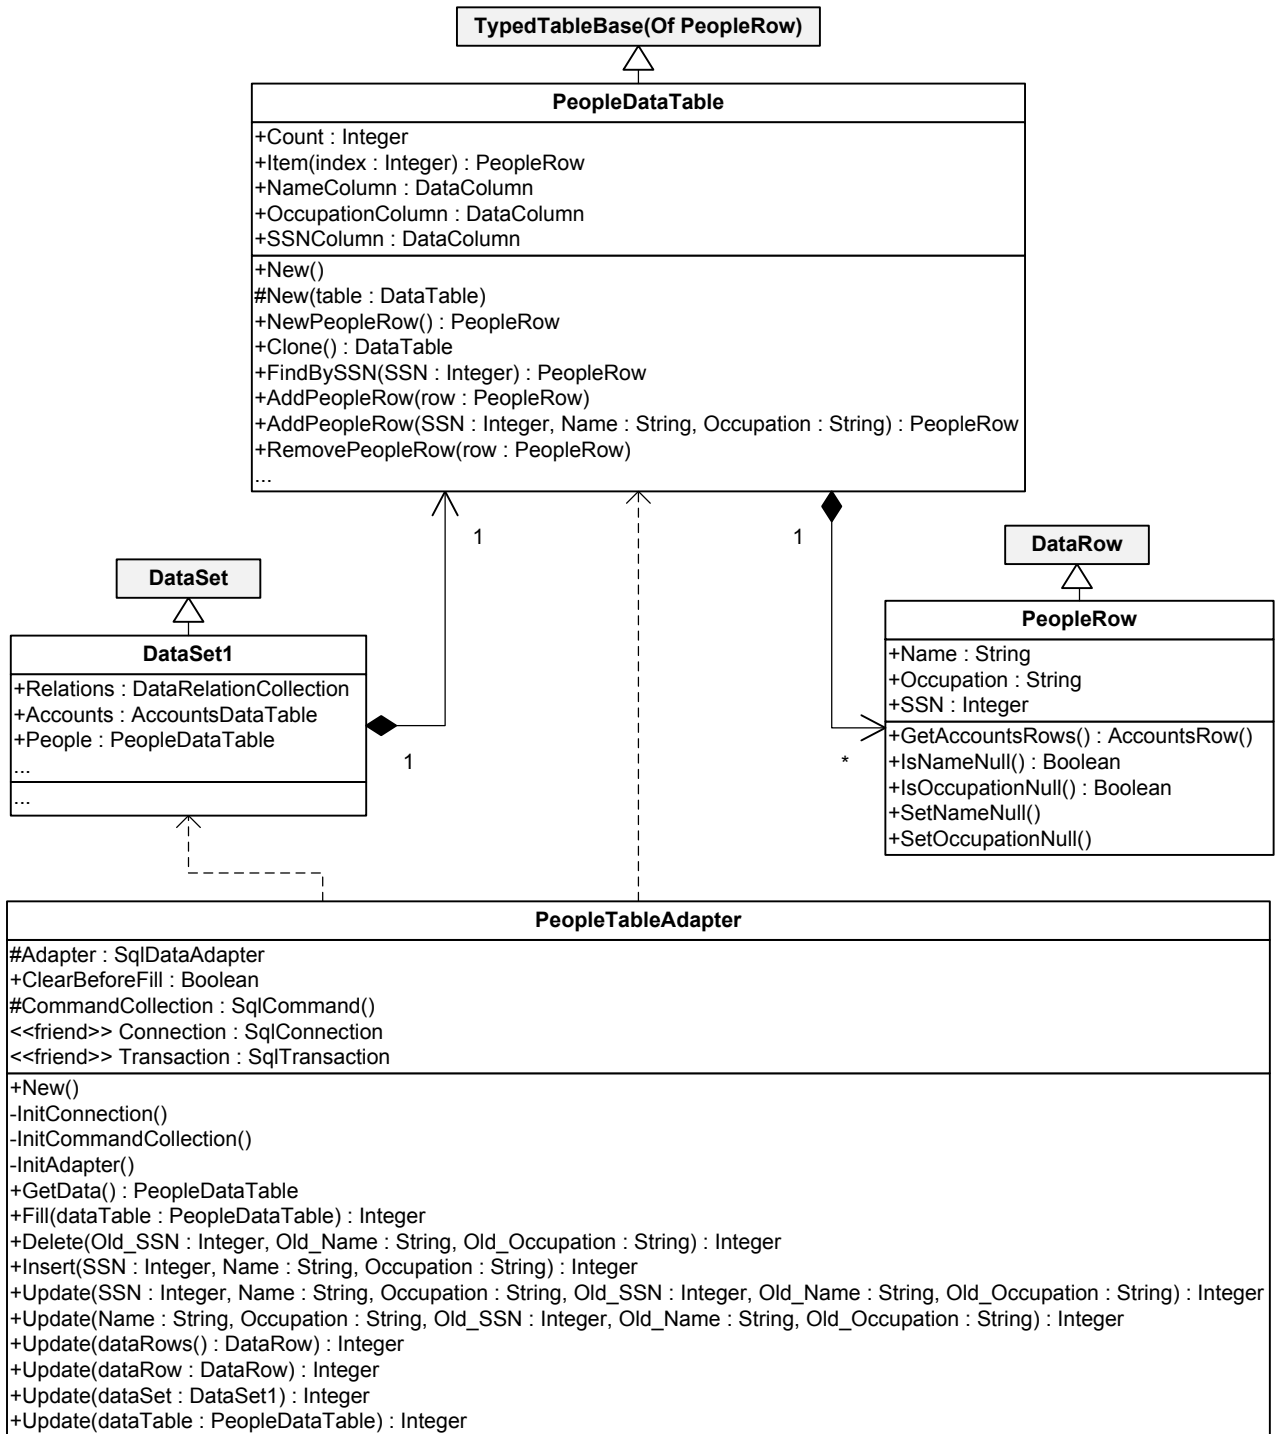 TypedTableBase(Of PeopleRow)
PeopleDataTable
+Count : Integer
+Item(index : Integer) : PeopleRow
+NameColumn : DataColumn
+OccupationColumn : DataColumn
+SSNColumn : DataColumn
+New()
#New(table : DataTable)
+NewPeopleRow() : PeopleRow
+Clone() : DataTable
+FindBySSN(SSN : Integer) : PeopleRow
+AddPeopleRow(row : PeopleRow)
+AddPeopleRow(SSN : Integer, Name : String, Occupation : String) : PeopleRow
+RemovePeopleRow(row : PeopleRow)
...
1
1
DataSet
DataSet1
+Relations : DataRelationCollection
+Accounts : AccountsDataTable
+People : PeopleDataTable
...
...
1
DataRow
PeopleRow
+Name : String
+Occupation : String
+SSN : Integer
+GetAccountsRows() : AccountsRow()
+IsNameNull() : Boolean
+IsOccupationNull() : Boolean
+SetNameNull()
+SetOccupationNull()
*
PeopleTableAdapter
#Adapter : SqlDataAdapter
+ClearBeforeFill : Boolean
#CommandCollection : SqlCommand()
<<friend>> Connection : SqlConnection
<<friend>> Transaction : SqlTransaction
+New()
-InitConnection()
-InitCommandCollection()
-InitAdapter()
+GetData() : PeopleDataTable
+Fill(dataTable : PeopleDataTable) : Integer
+Delete(Old_SSN : Integer, Old_Name : String, Old_Occupation : String) : Integer
+Insert(SSN : Integer, Name : String, Occupation : String) : Integer
+Update(SSN : Integer, Name : String, Occupation : String, Old_SSN : Integer, Old_Name : String, Old_Occupation : String) : Integer
+Update(Name : String, Occupation : String, Old_SSN : Integer, Old_Name : String, Old_Occupation : String) : Integer
+Update(dataRows() : DataRow) : Integer
+Update(dataRow : DataRow) : Integer
+Update(dataSet : DataSet1) : Integer
+Update(dataTable : PeopleDataTable) : Integer